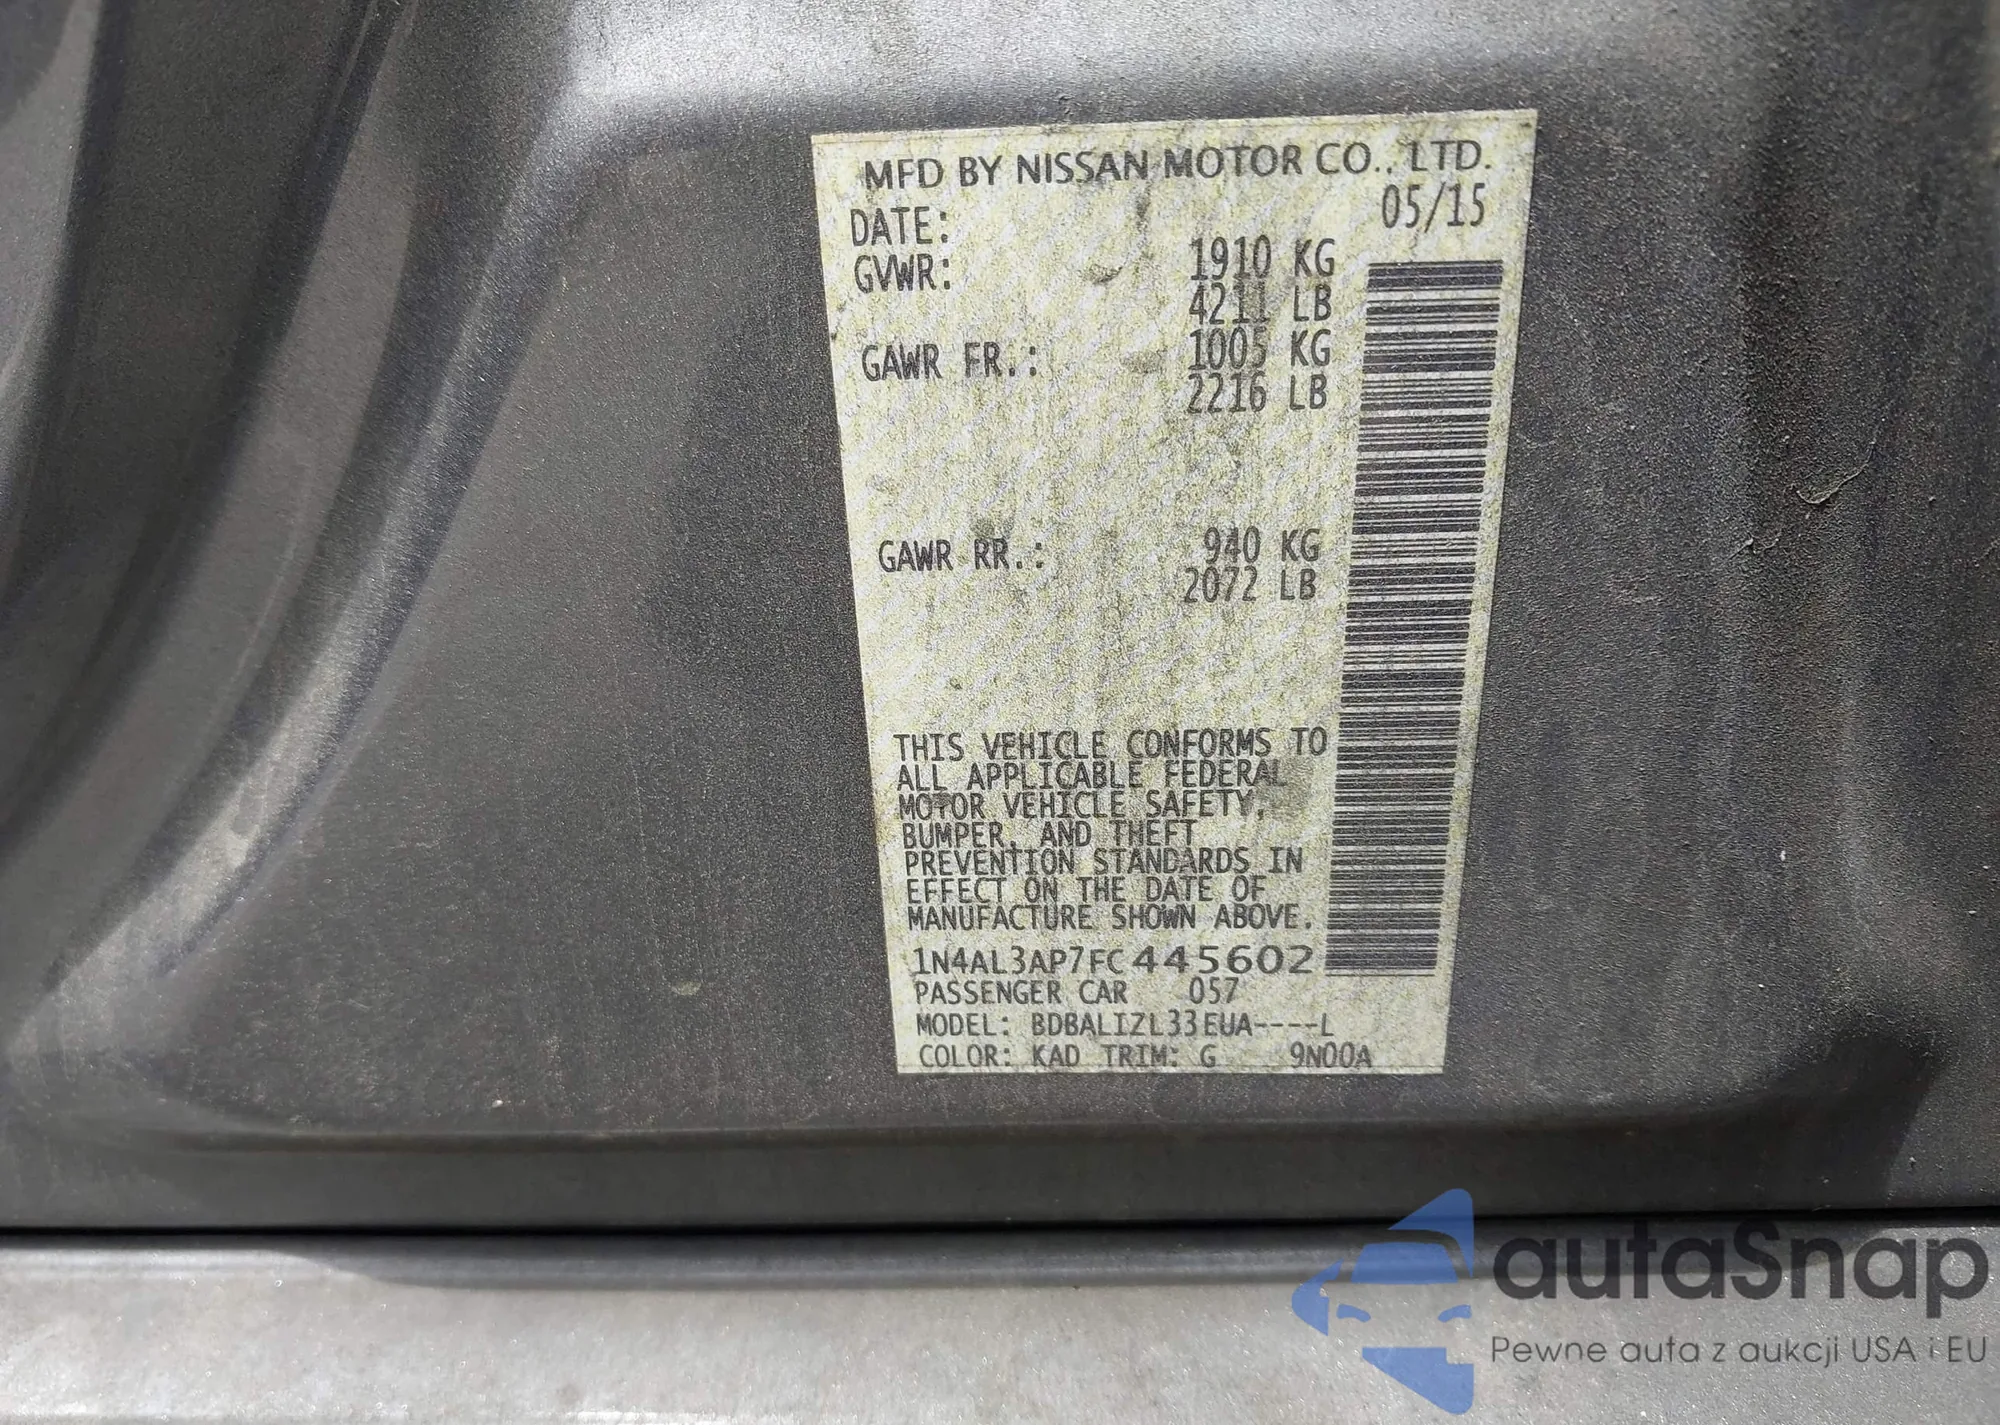 MFD BY NISSAN MOTOR CO., LTD.
DATE: 05/15
GVWR: 1910 KG
4211 LB
GAWR FR.: 1005 KG
2216 LB
GAWR RR.: 940 KG
2072 LB
THIS VEHICLE CONFORMS TO
ALL APPLICABLE FEDERAL
MOTOR VEHICLE SAFETY,
BUMPER, AND THEFT
PREVENTION STANDARDS IN
EFFECT ON THE DATE OF
MANUFACTURE SHOWN ABOVE.
1N4AL3AP7FC445602
PASSENGER CAR 057
MODEL: BDBALIZL33EUA----L
COLOR: KAD TRIM: G 9N00A
autaSnap
Pewne auta z aukcji USA i EU